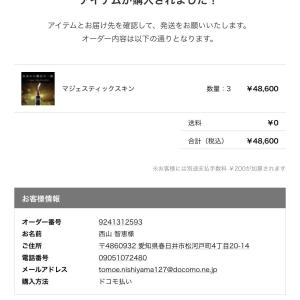 アイテムが購入されました！
アイテムとお届け先を確認して、発送をお願いいたします。
オーダー内容は以下の通りとなります。
マジェスティックスキン 数量：3 ¥48,600
送料 ¥0
合計（税込） ¥48,600
※お客様には別途支払手数料 ¥200が加算されます
お客様情報
オーダー番号 9241312593
お名前 西山 智恵様
ご住所 〒4860932 愛知県春日井市松河戸町4丁目20-14
電話番号 09051072480
メールアドレス tomoe.nishiyama127@docomo.ne.jp
購入方法 ドコモ払い